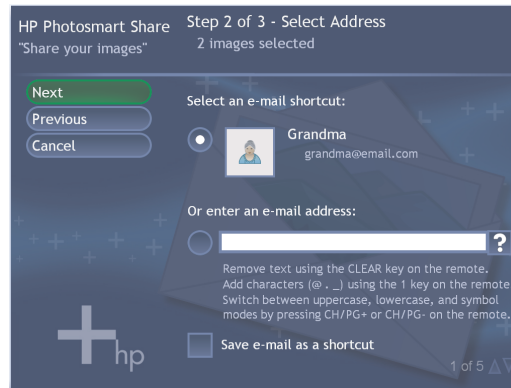 HP Photosmart Share
"Share your images"
Step 2 of 3 - Select Address
2 images selected
Next
Previous
Cancel
Select an e-mail shortcut:
Grandma
grandma@email.com
Or enter an e-mail address:
?
Remove text using the CLEAR key on the remote.
Add characters (@ . _) using the 1 key on the remote
Switch between uppercase, lowercase, and symbol
modes by pressing CH/PG+ or CH/PG- on the remote.
Save e-mail as a shortcut
hp
1 of 5